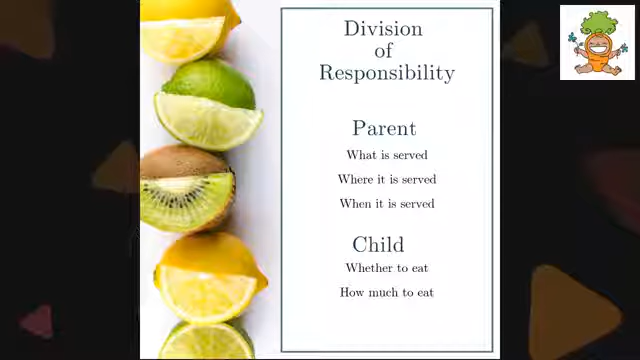 Division
of
Responsibility
Parent
What is served
Where it is served
When it is served
Child
Whether to eat
How much to eat